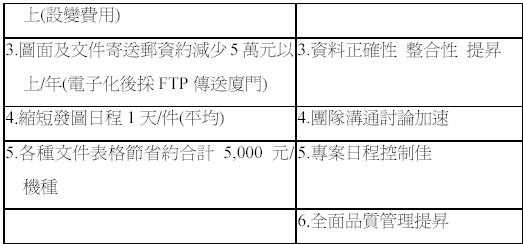 上(設變費用)
3.圖面及文件寄送郵資約減少 5 萬元以
上/年(電子化後採 FTP 傳送廈門)
3.資料正確性 整合性 提昇
4.縮短發圖日程 1 天/件(平均)
4.團隊溝通討論加速
5.各種文件表格節省約合計 5,000 元/
機種
5.專案日程控制佳
6.全面品質管理提昇